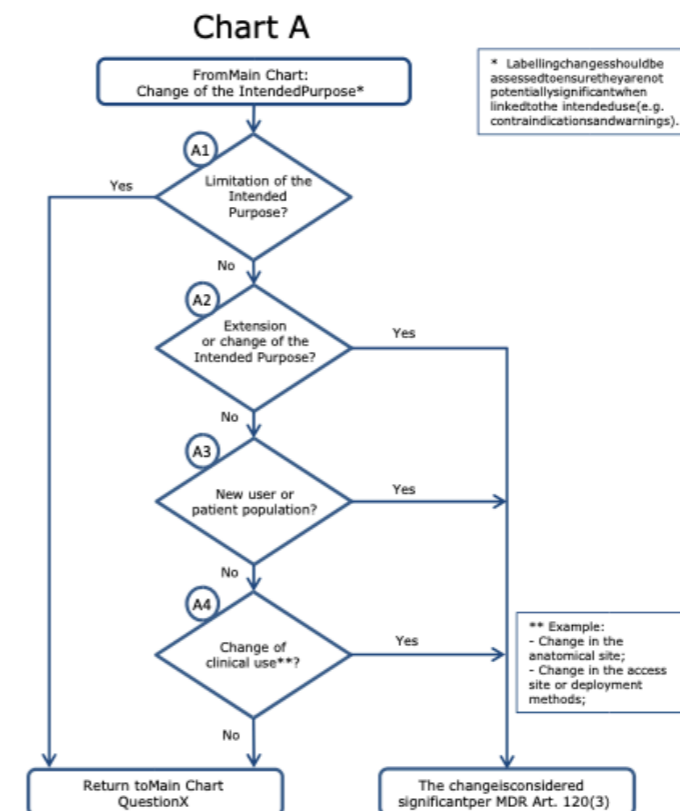 Chart A
FromMain Chart:
Change of the IntendedPurpose*
* Labellingchangesshouldbe
assessedtoensuretheyarenot
potentiallysignificantwhen
linkedtothe intendeduse(e.g.
contraindicationsandwarnings).
A1
Limitation of the
Intended
Purpose?
Yes
No
A2
Extension
or change of the
Intended Purpose?
Yes
No
A3
New user or
patient population?
Yes
No
A4
Change of
clinical use**?
Yes
No
** Example:
- Change in the
anatomical site;
- Change in the access
site or deployment
methods;
Return toMain Chart
QuestionX
The changeisconsidered
significantper MDR Art. 120(3)